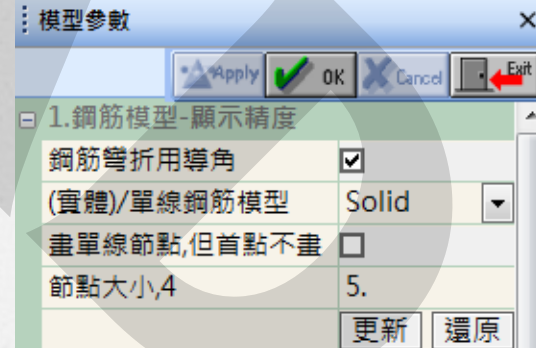 模型參數
Apply OK Cancel Exit
1.鋼筋模型-顯示精度
鋼筋彎折用導角
(實體)/單線鋼筋模型 Solid
畫單線節點,但首點不畫
節點大小,4 5.
更新 還原